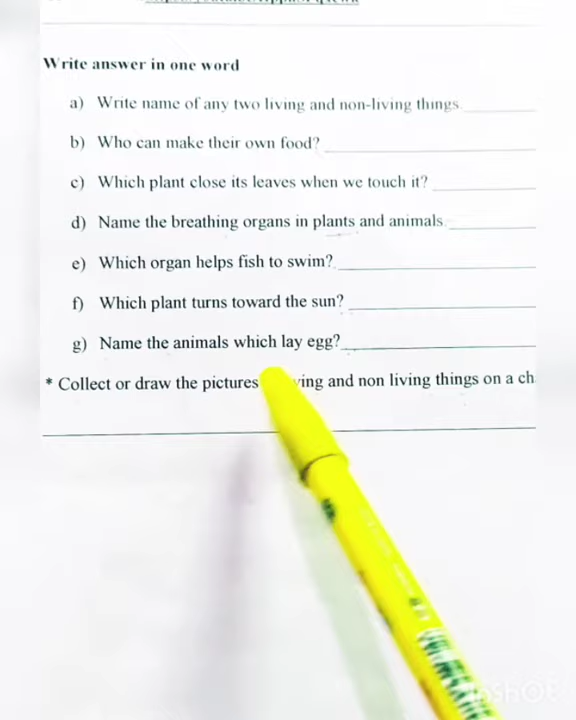 Write answer in one word
a) Write name of any two living and non-living things.
b) Who can make their own food?
c) Which plant close its leaves when we touch it?
d) Name the breathing organs in plants and animals.
e) Which organ helps fish to swim?
f) Which plant turns toward the sun?
g) Name the animals which lay egg?
* Collect or draw the pictures ving and non living things on a ch